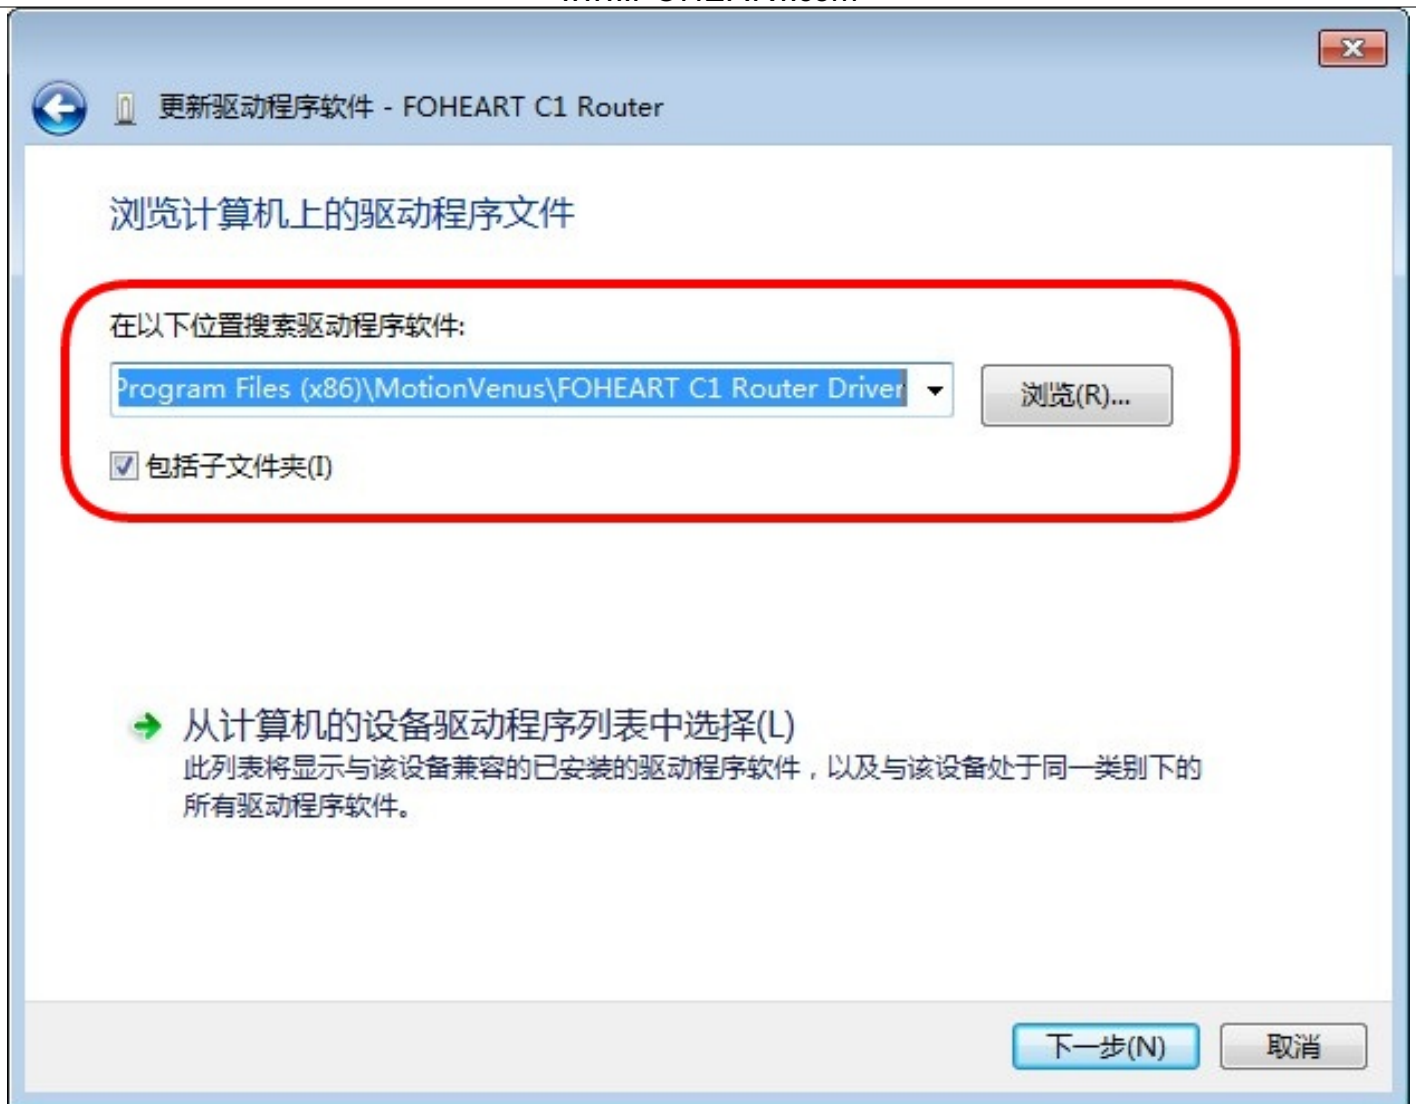 更新驱动程序软件 - FOHEART C1 Router
浏览计算机上的驱动程序文件
在以下位置搜索驱动程序软件:
Program Files (x86)\MotionVenus\FOHEART C1 Router Driver
浏览(R)...
包括子文件夹(I)
从计算机的设备驱动程序列表中选择(L)
此列表将显示与该设备兼容的已安装的驱动程序软件，以及与该设备处于同一类别下的
所有驱动程序软件。
下一步(N)
取消